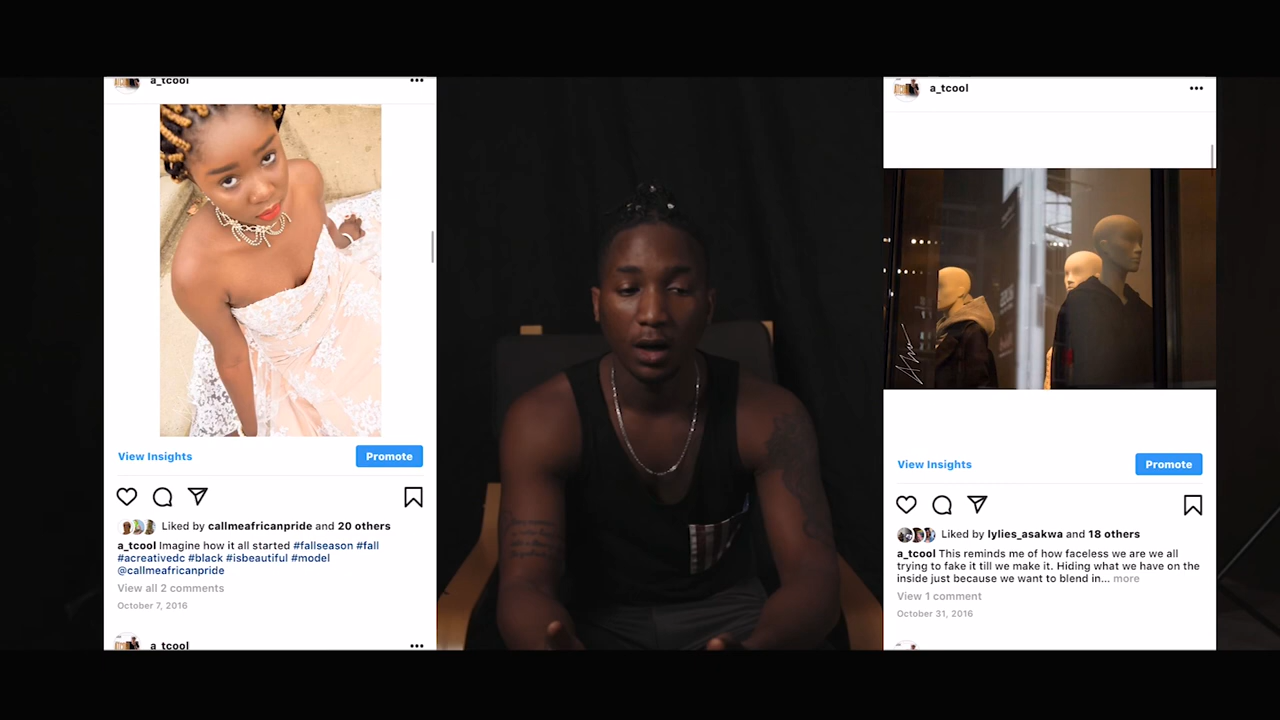 a_tcool
View Insights
Promote
Liked by callmeafricanpride and 20 others
a_tcool Imagine how it all started #fallseason #fall
#acreativedc #black #isbeautiful #model
@callmeafricanpride
View all 2 comments
October 7, 2016
a_tcool
a_tcool
View Insights
Promote
Liked by lylies_asakwa and 18 others
a_tcool This reminds me of how faceless we are we all
trying to fake it till we make it. Hiding what we have on the
inside just because we want to blend in... more
View 1 comment
October 31, 2016